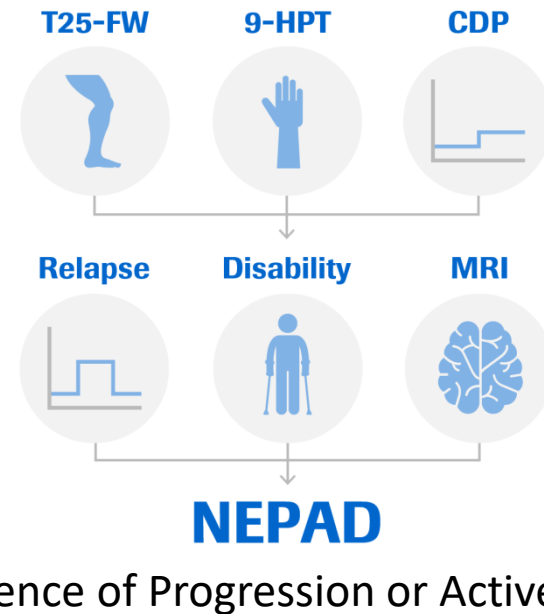 T25-FW 9-HPT CDP
Relapse Disability MRI
NEPAD
ence of Progression or Active